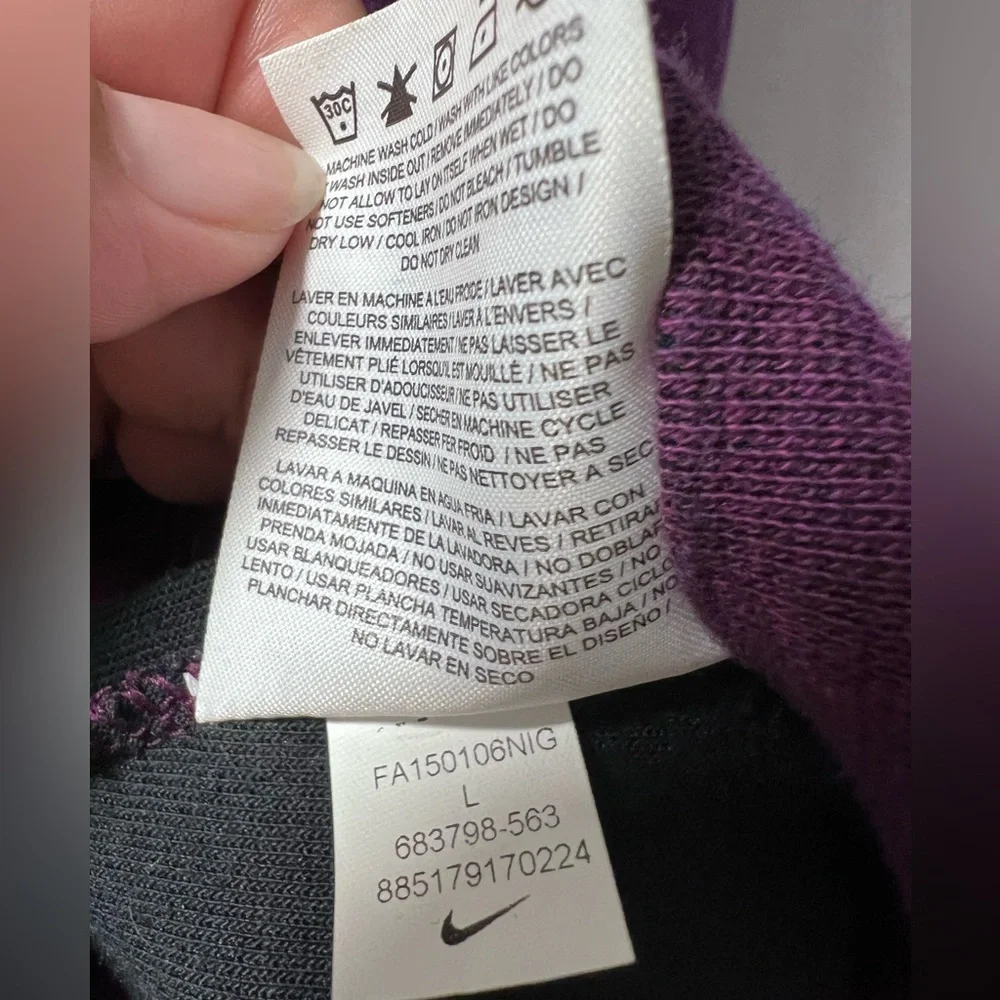 30C
MACHINE WASH COLD / WASH WITH LIKE COLORS
WASH INSIDE OUT / REMOVE IMMEDIATELY / DO
NOT ALLOW TO LAY ON ITSELF WHEN WET / DO
NOT USE SOFTENERS / DO NOT BLEACH / TUMBLE
DRY LOW / COOL IRON / DO NOT IRON DESIGN /
DO NOT DRY CLEAN
LAVER EN MACHINE A L'EAU FROIDE / LAVER AVEC
COULEURS SIMILAIRES / LAVER À L'ENVERS /
ENLEVER IMMEDIATEMENT / NE PAS LAISSER LE
VÊTEMENT PLIÉ LORSQU'IL EST MOUILLÉ / NE PAS
UTILISER D'ADOUCISSEUR / NE PAS UTILISER
D'EAU DE JAVEL / SECHER EN MACHINE CYCLE
DELICAT / REPASSER FER FROID / NE PAS
REPASSER LE DESSIN / NE PAS NETTOYER A SEC
LAVAR A MAQUINA EN AGUA FRIA / LAVAR CON
COLORES SIMILARES / LAVAR AL REVES / RETIRAR
INMEDIATAMENTE DE LA LAVADORA / NO DOBLAR
PRENDA MOJADA / NO USAR SUAVIZANTES / NO
USAR BLANQUEADORES / USAR SECADORA CICLO
LENTO / USAR PLANCHA TEMPERATURA BAJA / NO
PLANCHAR DIRECTAMENTE SOBRE EL DISEÑO /
NO LAVAR EN SECO
FA150106NIG
L
683798-563
885179170224